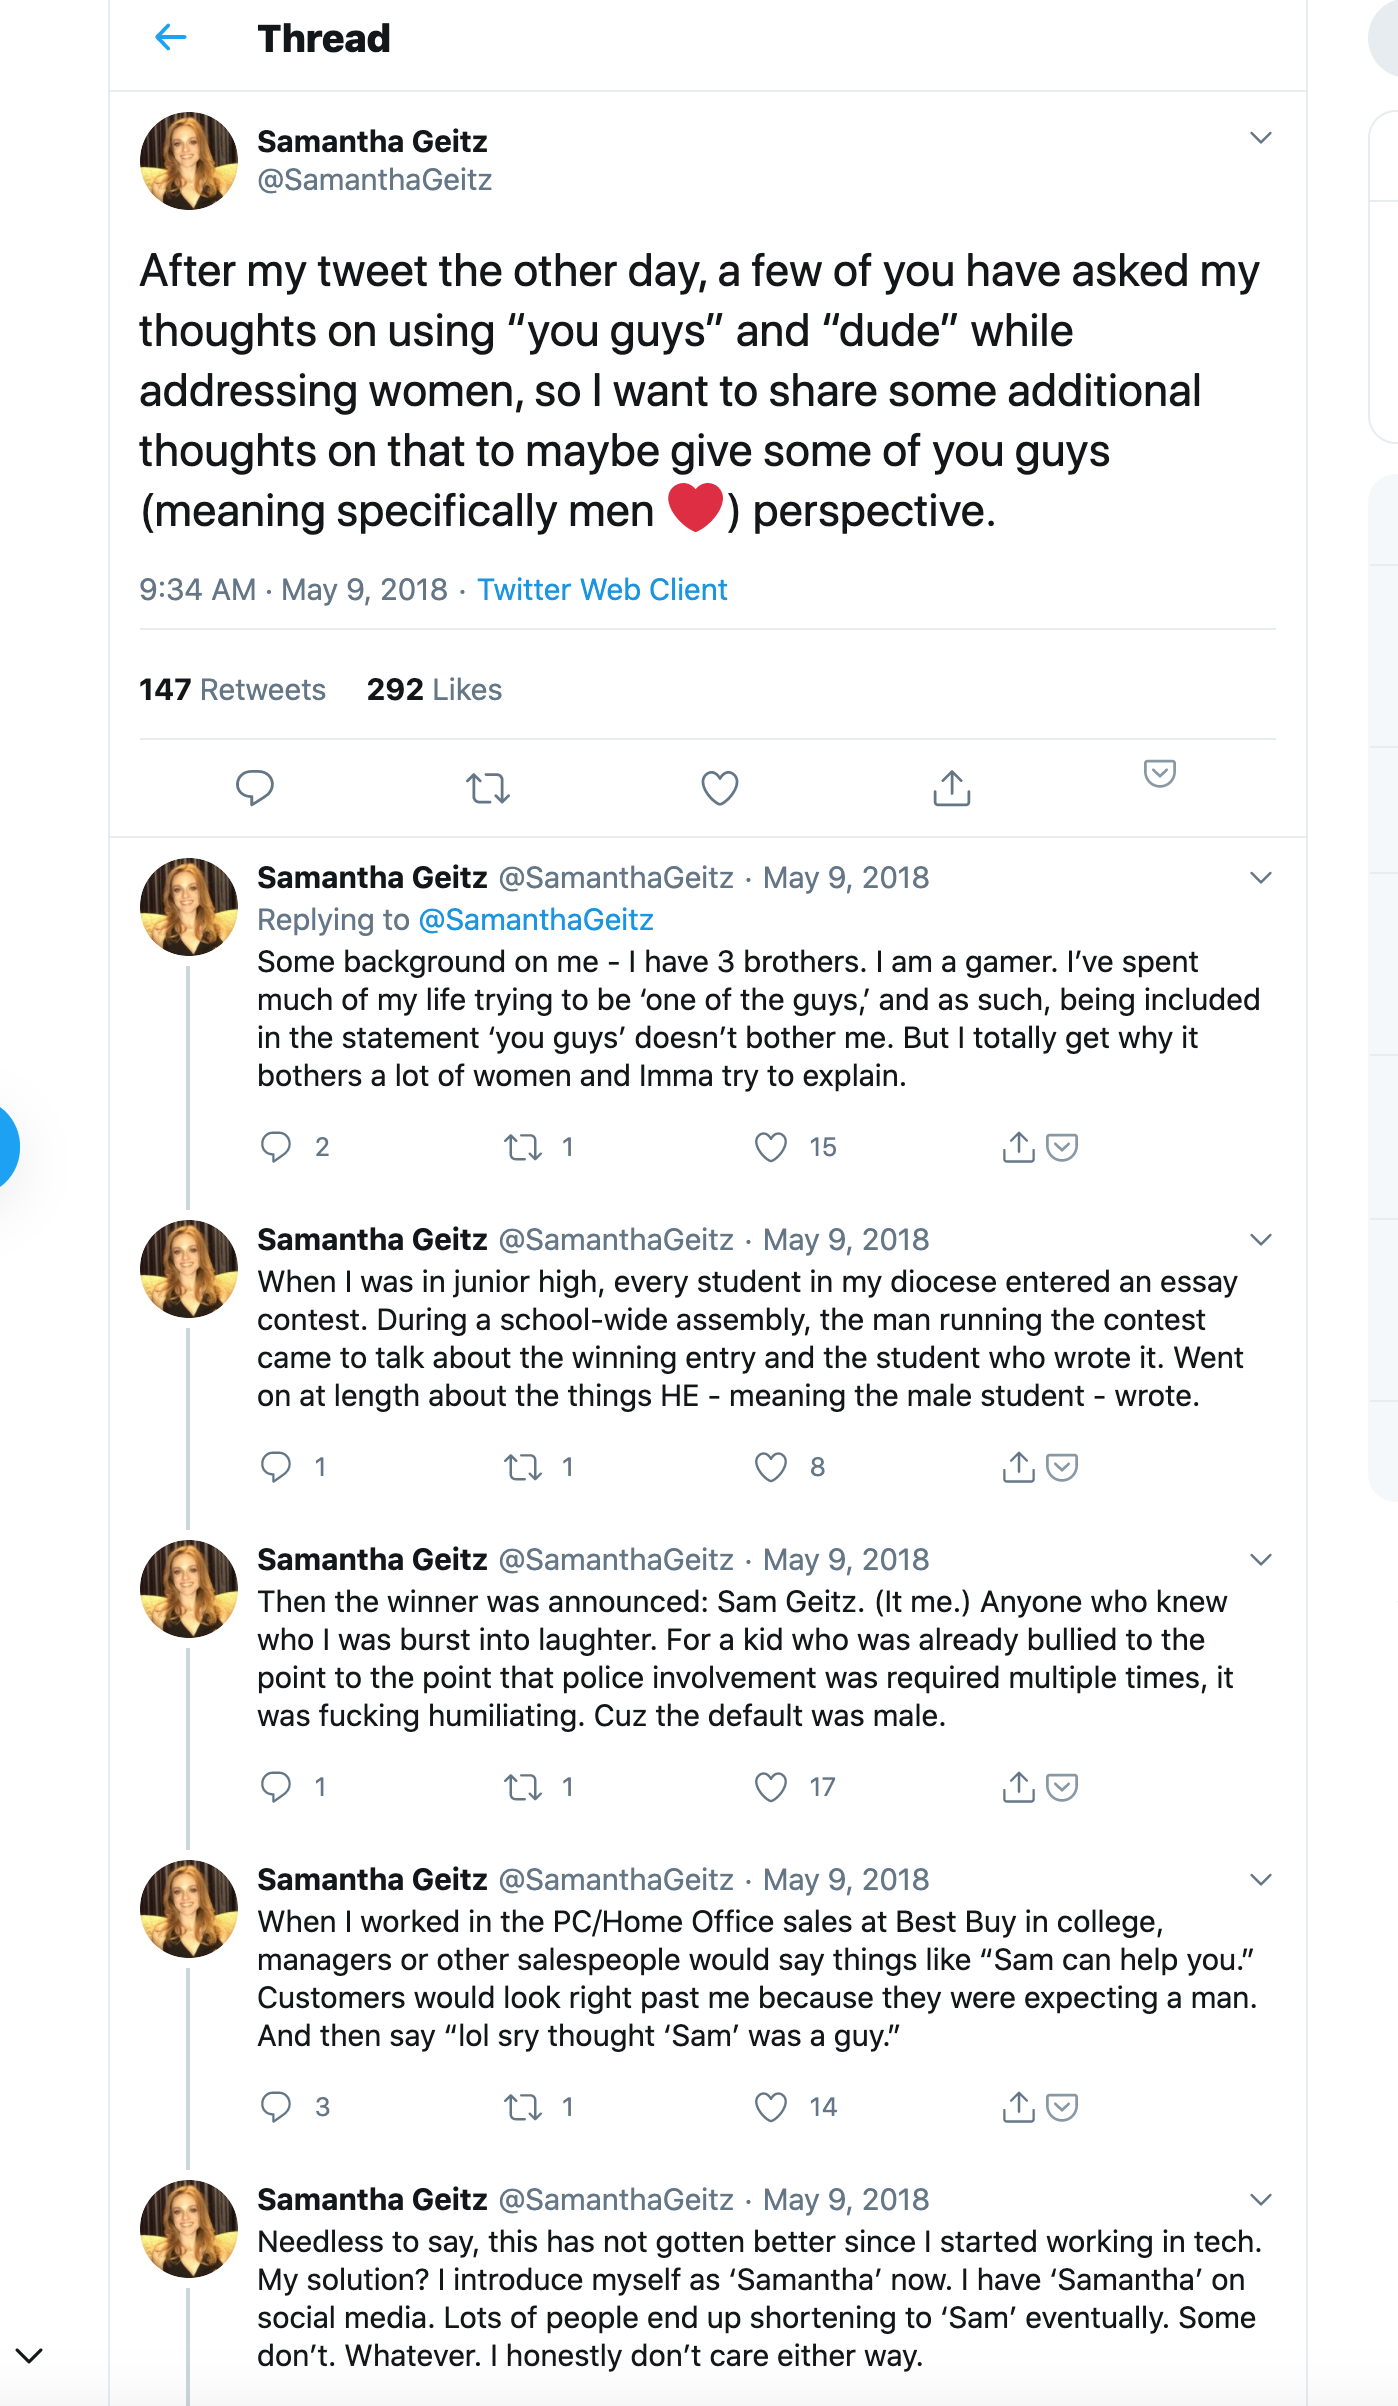 Thread
Samantha Geitz
@SamanthaGeitz
After my tweet the other day, a few of you have asked my
thoughts on using “you guys” and “dude” while
addressing women, so I want to share some additional
thoughts on that to maybe give some of you guys
(meaning specifically men ❤️) perspective.
9:34 AM · May 9, 2018 · Twitter Web Client
147 Retweets 292 Likes
Samantha Geitz @SamanthaGeitz · May 9, 2018
Replying to @SamanthaGeitz
Some background on me - I have 3 brothers. I am a gamer. I’ve spent
much of my life trying to be ‘one of the guys,’ and as such, being included
in the statement ‘you guys’ doesn’t bother me. But I totally get why it
bothers a lot of women and Imma try to explain.
2 1 15
Samantha Geitz @SamanthaGeitz · May 9, 2018
When I was in junior high, every student in my diocese entered an essay
contest. During a school-wide assembly, the man running the contest
came to talk about the winning entry and the student who wrote it. Went
on at length about the things HE - meaning the male student - wrote.
1 1 8
Samantha Geitz @SamanthaGeitz · May 9, 2018
Then the winner was announced: Sam Geitz. (It me.) Anyone who knew
who I was burst into laughter. For a kid who was already bullied to the
point to the point that police involvement was required multiple times, it
was fucking humiliating. Cuz the default was male.
1 1 17
Samantha Geitz @SamanthaGeitz · May 9, 2018
When I worked in the PC/Home Office sales at Best Buy in college,
managers or other salespeople would say things like “Sam can help you.”
Customers would look right past me because they were expecting a man.
And then say “lol sry thought ‘Sam’ was a guy.”
3 1 14
Samantha Geitz @SamanthaGeitz · May 9, 2018
Needless to say, this has not gotten better since I started working in tech.
My solution? I introduce myself as ‘Samantha’ now. I have ‘Samantha’ on
social media. Lots of people end up shortening to ‘Sam’ eventually. Some
don’t. Whatever. I honestly don’t care either way.